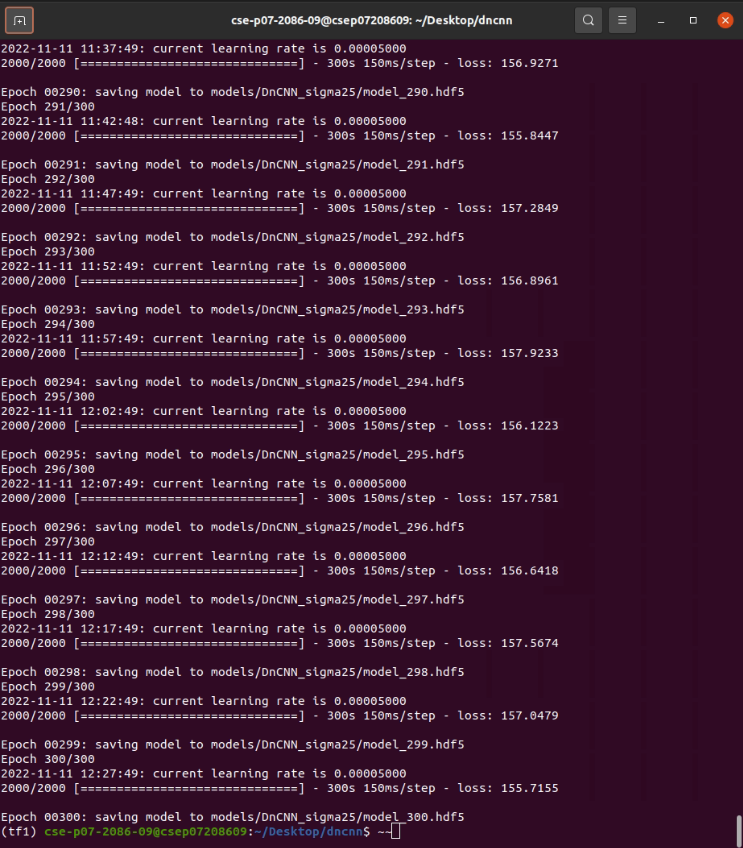 cse-p07-2086-09@csep07208609: ~/Desktop/dncnn
2022-11-11 11:37:49: current learning rate is 0.00005000
2000/2000 [==============================] - 300s 150ms/step - loss: 156.9271
Epoch 00290: saving model to models/DnCNN_sigma25/model_290.hdf5
Epoch 291/300
2022-11-11 11:42:48: current learning rate is 0.00005000
2000/2000 [==============================] - 300s 150ms/step - loss: 155.8447
Epoch 00291: saving model to models/DnCNN_sigma25/model_291.hdf5
Epoch 292/300
2022-11-11 11:47:49: current learning rate is 0.00005000
2000/2000 [==============================] - 300s 150ms/step - loss: 157.2849
Epoch 00292: saving model to models/DnCNN_sigma25/model_292.hdf5
Epoch 293/300
2022-11-11 11:52:49: current learning rate is 0.00005000
2000/2000 [==============================] - 300s 150ms/step - loss: 156.8961
Epoch 00293: saving model to models/DnCNN_sigma25/model_293.hdf5
Epoch 294/300
2022-11-11 11:57:49: current learning rate is 0.00005000
2000/2000 [==============================] - 300s 150ms/step - loss: 157.9233
Epoch 00294: saving model to models/DnCNN_sigma25/model_294.hdf5
Epoch 295/300
2022-11-11 12:02:49: current learning rate is 0.00005000
2000/2000 [==============================] - 300s 150ms/step - loss: 156.1223
Epoch 00295: saving model to models/DnCNN_sigma25/model_295.hdf5
Epoch 296/300
2022-11-11 12:07:49: current learning rate is 0.00005000
2000/2000 [==============================] - 300s 150ms/step - loss: 157.7581
Epoch 00296: saving model to models/DnCNN_sigma25/model_296.hdf5
Epoch 297/300
2022-11-11 12:12:49: current learning rate is 0.00005000
2000/2000 [==============================] - 300s 150ms/step - loss: 156.6418
Epoch 00297: saving model to models/DnCNN_sigma25/model_297.hdf5
Epoch 298/300
2022-11-11 12:17:49: current learning rate is 0.00005000
2000/2000 [==============================] - 300s 150ms/step - loss: 157.5674
Epoch 00298: saving model to models/DnCNN_sigma25/model_298.hdf5
Epoch 299/300
2022-11-11 12:22:49: current learning rate is 0.00005000
2000/2000 [==============================] - 300s 150ms/step - loss: 157.0479
Epoch 00299: saving model to models/DnCNN_sigma25/model_299.hdf5
Epoch 300/300
2022-11-11 12:27:49: current learning rate is 0.00005000
2000/2000 [==============================] - 300s 150ms/step - loss: 155.7155
Epoch 00300: saving model to models/DnCNN_sigma25/model_300.hdf5
(tf1) cse-p07-2086-09@csep07208609:~/Desktop/dncnn$ ~~